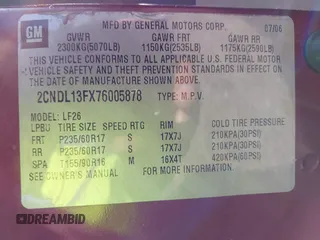 GM
MFD BY GENERAL MOTORS CORP. 07/06
GVWR GAWR FRT GAWR RR
2300KG(5070LB) 1150KG(2535LB) 1175KG(2590LB)
THIS VEHICLE CONFORMS TO ALL APPLICABLE U.S. FEDERAL MOTOR
VEHICLE SAFETY AND THEFT PREVENTION STANDARDS IN EFFECT ON THE
DATE OF MANUFACTURE SHOWN ABOVE.
2CNDL13FX76005878 TYPE: M.P.V.
MODEL: LF26
LPBU TIRE SIZE SPEED RTG RIM COLD TIRE PRESSURE
FRT P235/60R17 S 17X7J 210KPA(30PSI)
RR P235/60R17 S 17X7J 210KPA(30PSI)
SPA T155/90R16 M 16X4T 420KPA(60PSI)
SEE OWNER'S MANUAL FOR MORE INFORMATION.
DREAMBID